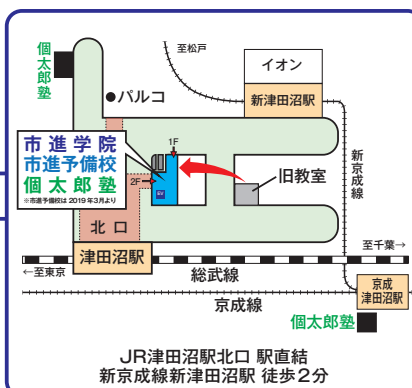 個太郎塾
至松戸
イオン
新津田沼駅
●パルコ
市進学院
市進予備校
個太郎塾
※市進予備校は2019年3月より
1F
2F
EV
旧教室
新京成線
北口
津田沼駅
至千葉→
←至東京
総武線
京成線
京成
津田沼駅
個太郎塾
JR津田沼駅北口 駅直結
新京成線新津田沼駅 徒歩2分